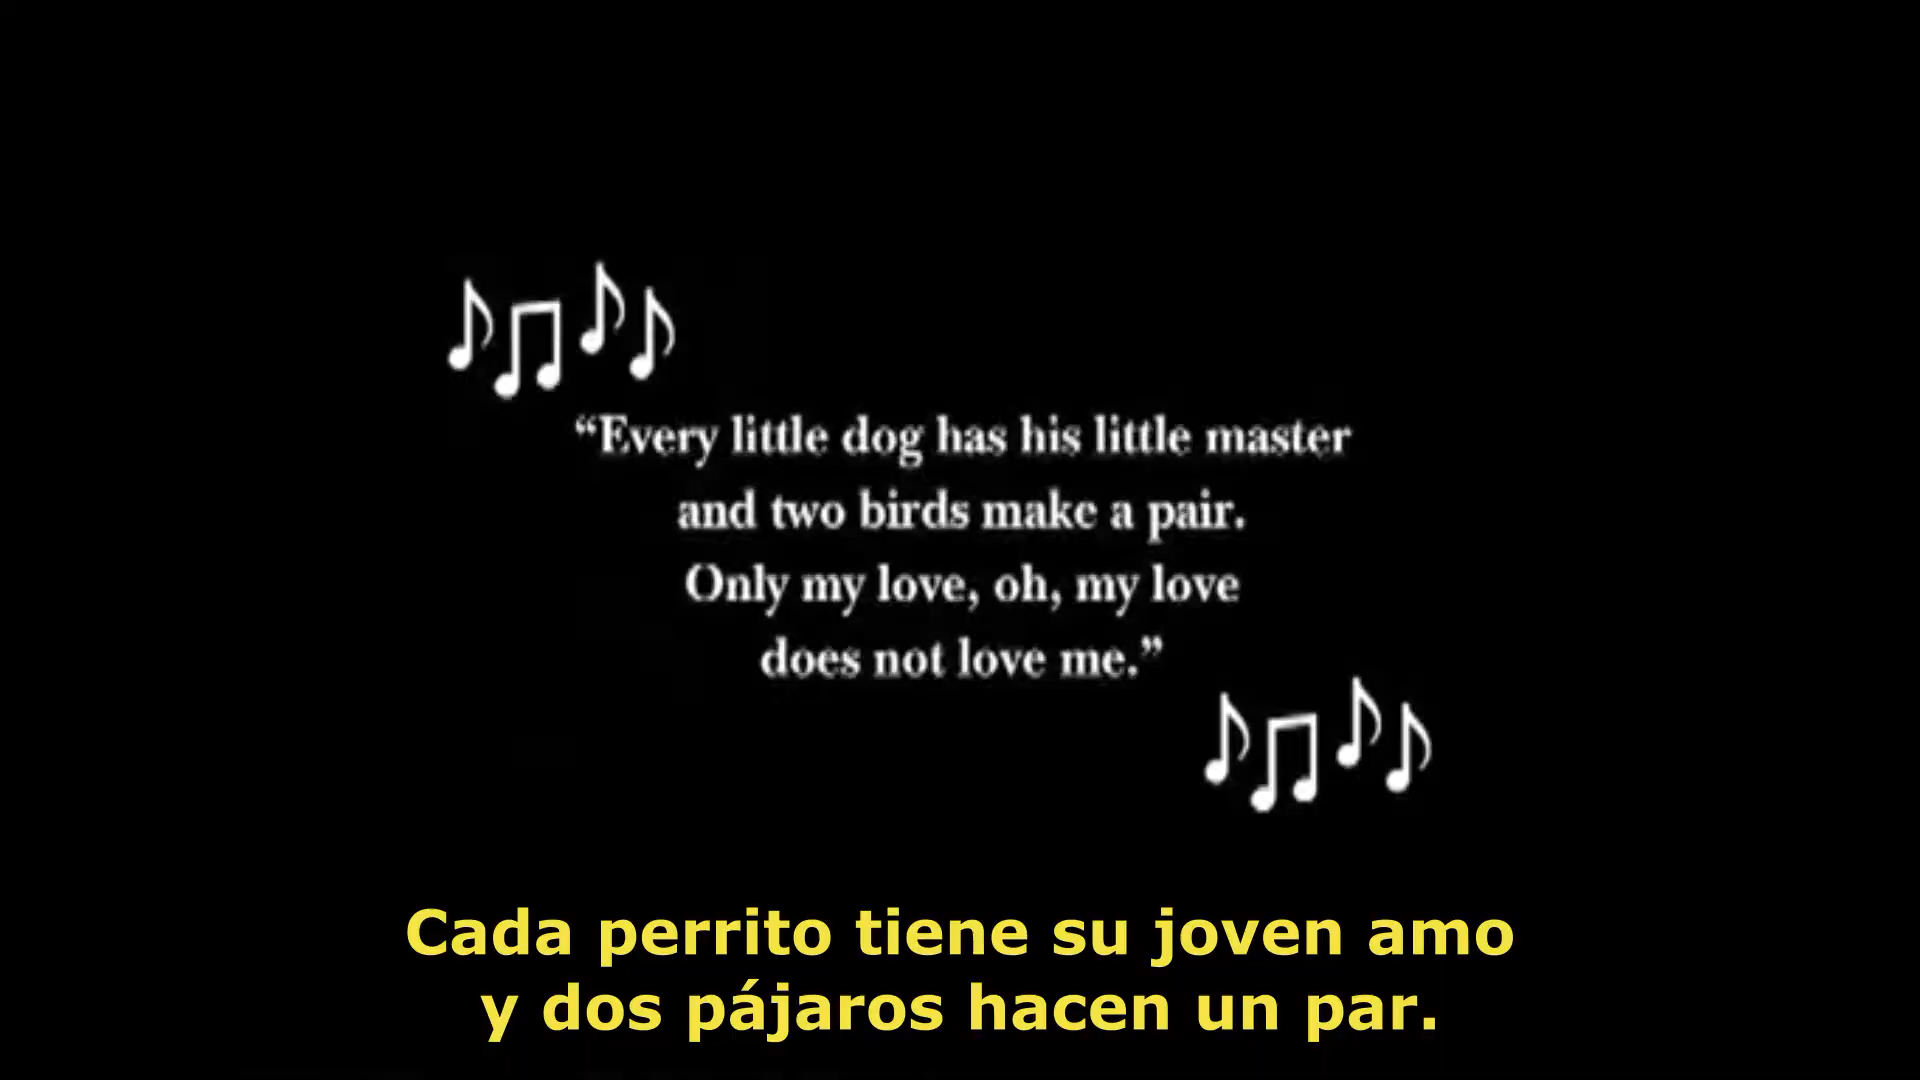 “Every little dog has his little master
and two birds make a pair.
Only my love, oh, my love
does not love me.”
Cada perrito tiene su joven amo
y dos pájaros hacen un par.